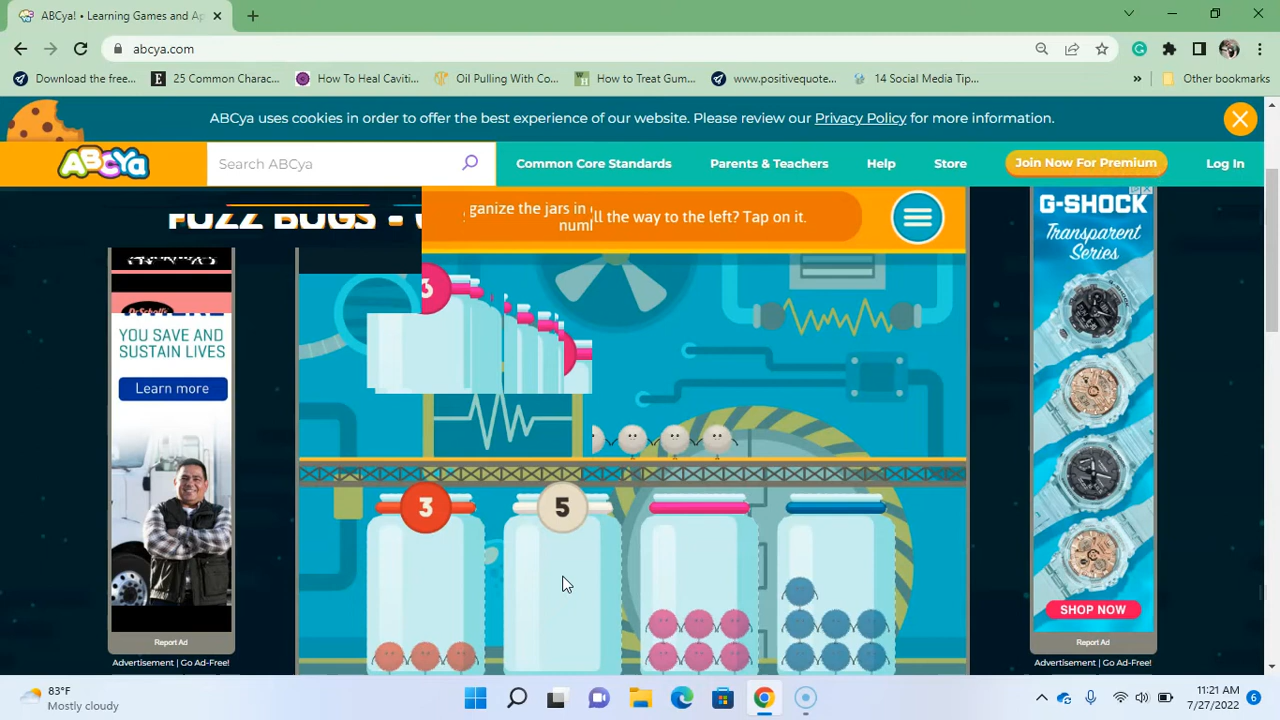 ABCya! • Learning Games and Ap
abcya.com
Download the free...
25 Common Charac...
How To Heal Caviti...
Oil Pulling With Co...
How to Treat Gum...
www.positivequote...
14 Social Media Tip...
»
Other bookmarks
ABCya uses cookies in order to offer the best experience of our website. Please review our Privacy Policy for more information.
ABCya
Search ABCya
Common Core Standards
Parents & Teachers
Help
Store
Join Now For Premium
Log In
FUZZ BUGS -
ganize the jars in
num
ll the way to the left? Tap on it.
YOU SAVE AND
SUSTAIN LIVES
Learn more
Report Ad
Advertisement | Go Ad-Free!
6
3
5
G-SHOCK
Transparent
Series
SHOP NOW
Report Ad
Advertisement | Go Ad-Free!
83°F
Mostly cloudy
11:21 AM
7/27/2022
6